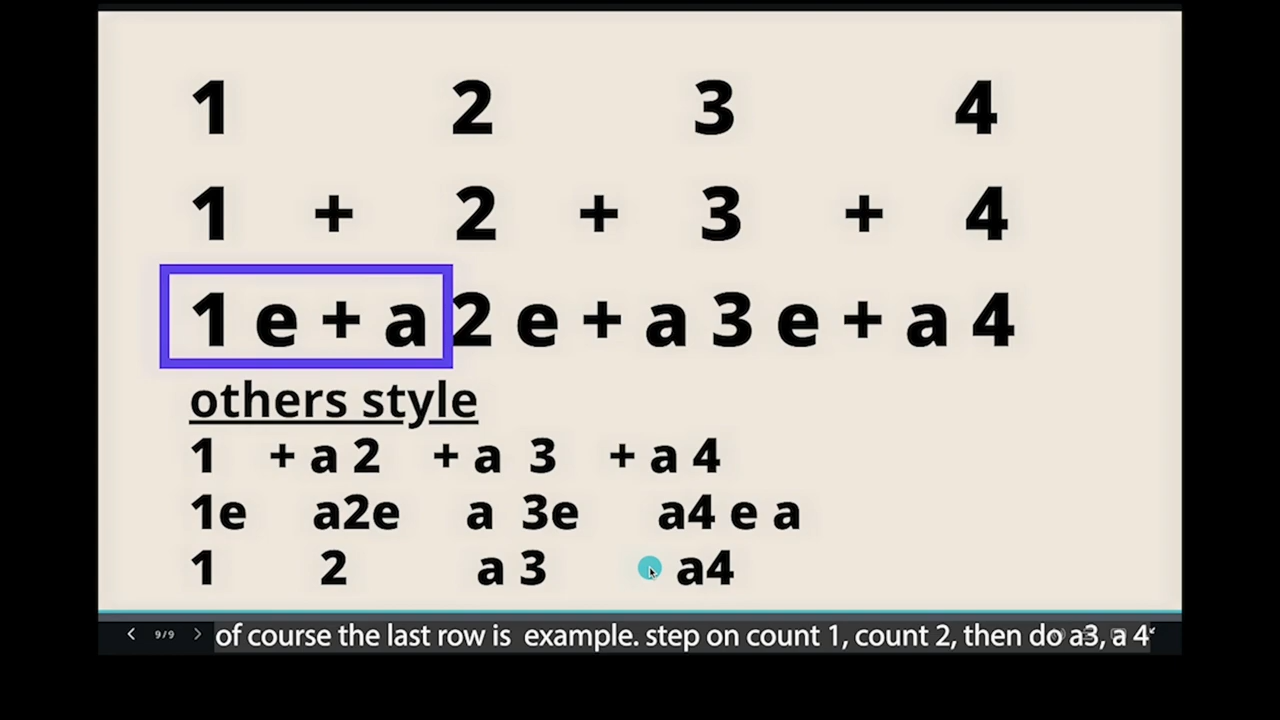 1 2 3 4
1 + 2 + 3 + 4
1 e + a 2 e + a 3 e + a 4
others style
1 + a 2 + a 3 + a 4
1e a2e a 3e a4 e a
1 2 a 3 a4
9/9
of course the last row is example. step on count 1, count 2, then do a3, a 4